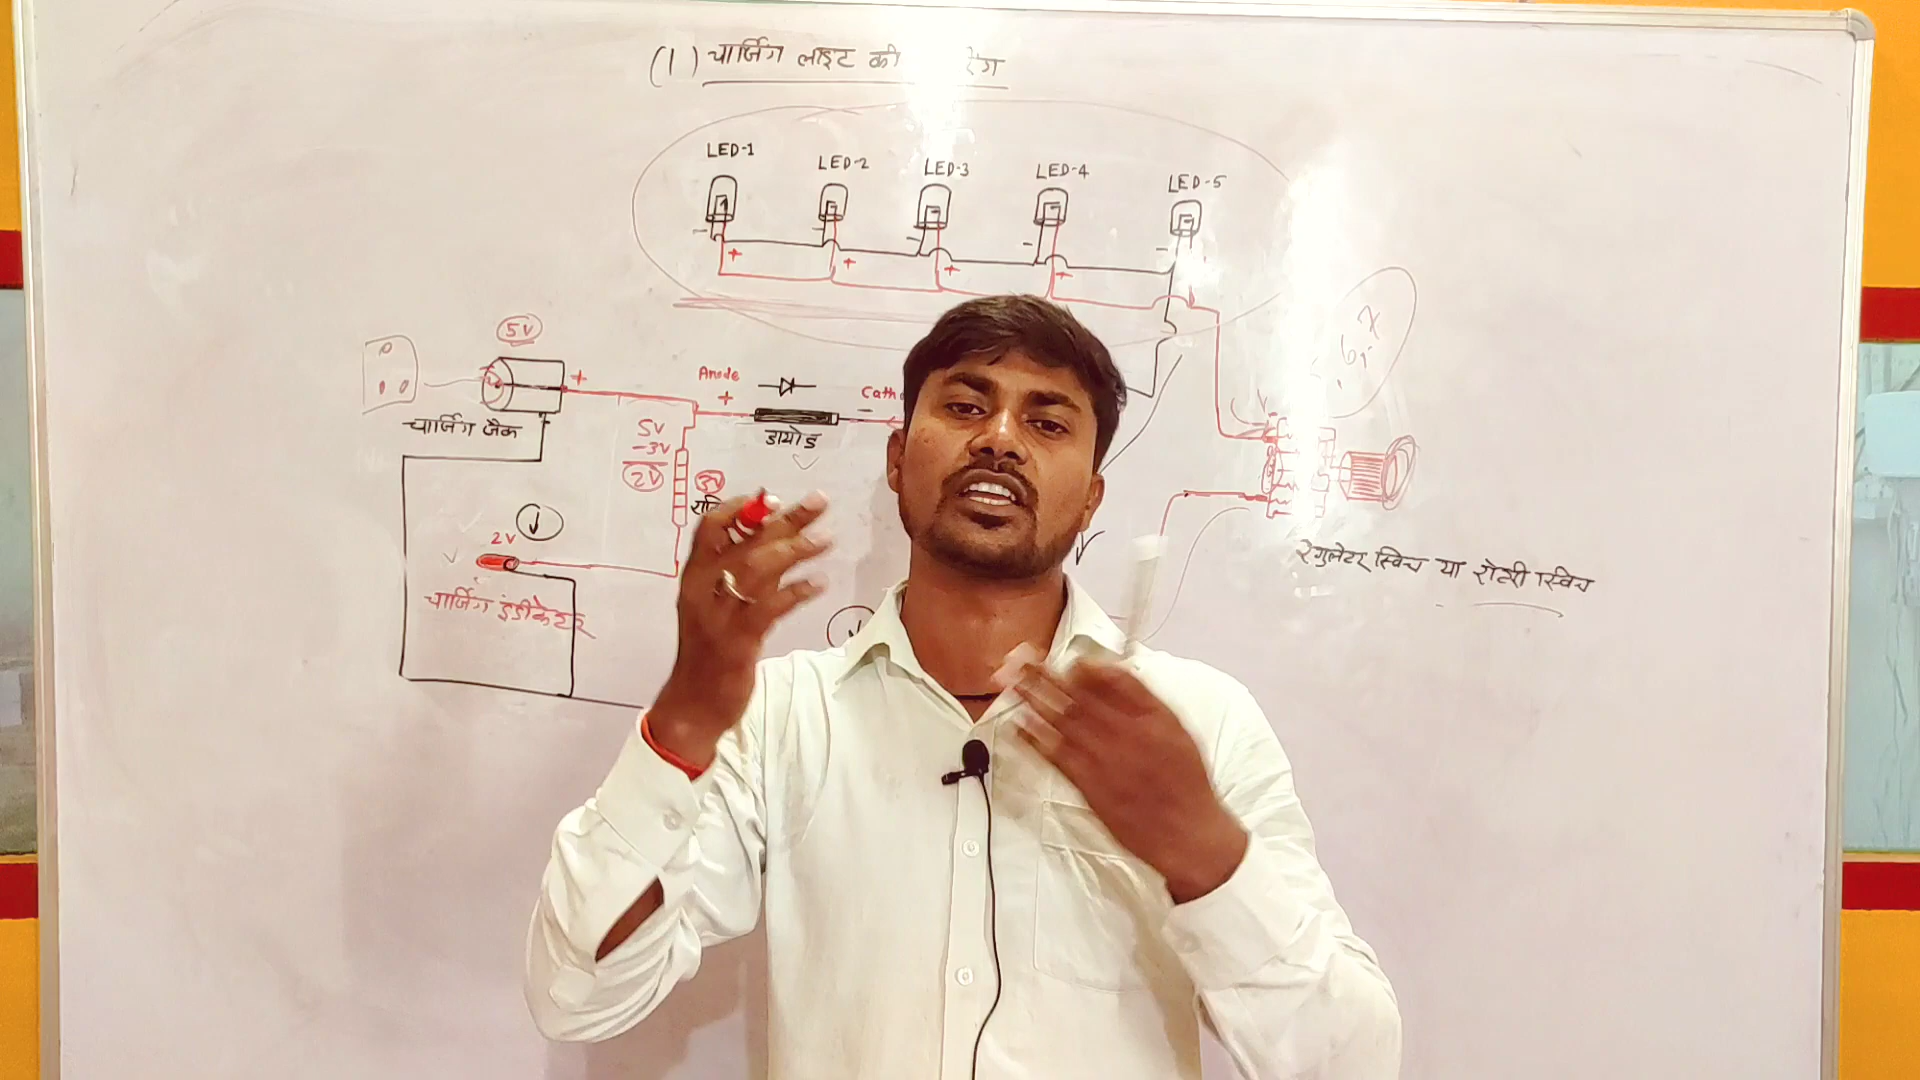 (1) चार्जिंग लाइट की
LED-1
LED-2
LED-3
LED-4
LED-5
-
-
-
-
-
+
+
+
+
5V
+
Anode
+
-
चार्जिंग जैक
डायोड
5V
-3V
2V
3V
2V
चार्जिंग इंडीकेटर
रेगुलेटर स्विच या रोटरी स्विच